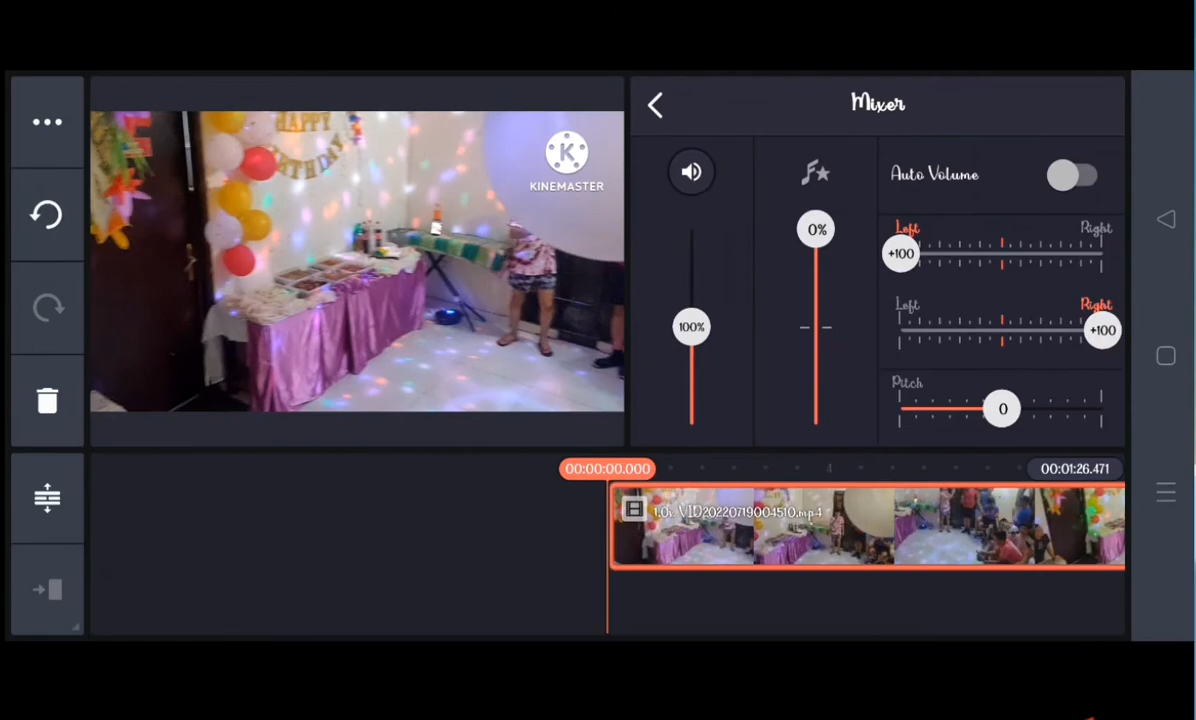 HAPPY
BIRTHDAY
KINEMASTER
Mixer
Auto Volume
0%
100%
Left
Right
+100
Left
Right
+100
Pitch
0
00:00:00.000
4
00:01:26.471
1.0x VID20220719004510.mp4